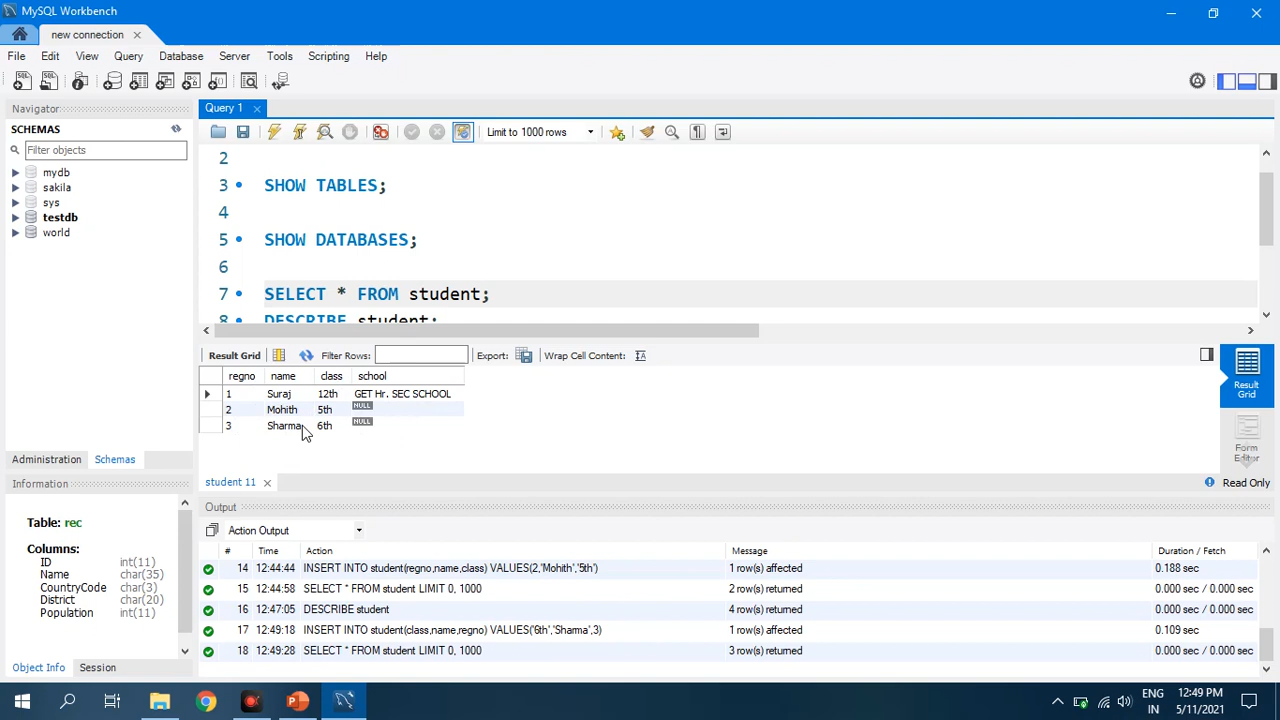 MySQL Workbench
new connection
File Edit View Query Database Server Tools Scripting Help
Navigator
SCHEMAS
Filter objects
mydb
sakila
sys
testdb
world
Administration Schemas
Information
Table: rec
Columns:
ID int(11)
Name char(35)
CountryCode char(3)
District char(20)
Population int(11)
Object Info Session
Query 1
Limit to 1000 rows
2
3 SHOW TABLES;
4
5 SHOW DATABASES;
6
7 SELECT * FROM student;
8 DESCRIBE student;
Result Grid Filter Rows: Export: Wrap Cell Content:
regno name class school
1 Suraj 12th GET Hr. SEC SCHOOL
2 Mohith 5th NULL
3 Sharma 6th NULL
Result Grid
Form Editor
student 11
Read Only
Output
Action Output
# Time Action Message Duration / Fetch
14 12:44:44 INSERT INTO student(regno,name,class) VALUES(2,'Mohith','5th') 1 row(s) affected 0.188 sec
15 12:44:58 SELECT * FROM student LIMIT 0, 1000 2 row(s) returned 0.000 sec / 0.000 sec
16 12:47:05 DESCRIBE student 4 row(s) returned 0.000 sec / 0.000 sec
17 12:49:18 INSERT INTO student(class,name,regno) VALUES('6th','Sharma',3) 1 row(s) affected 0.109 sec
18 12:49:28 SELECT * FROM student LIMIT 0, 1000 3 row(s) returned 0.000 sec / 0.000 sec
ENG 12:49 PM
IN 5/11/2021